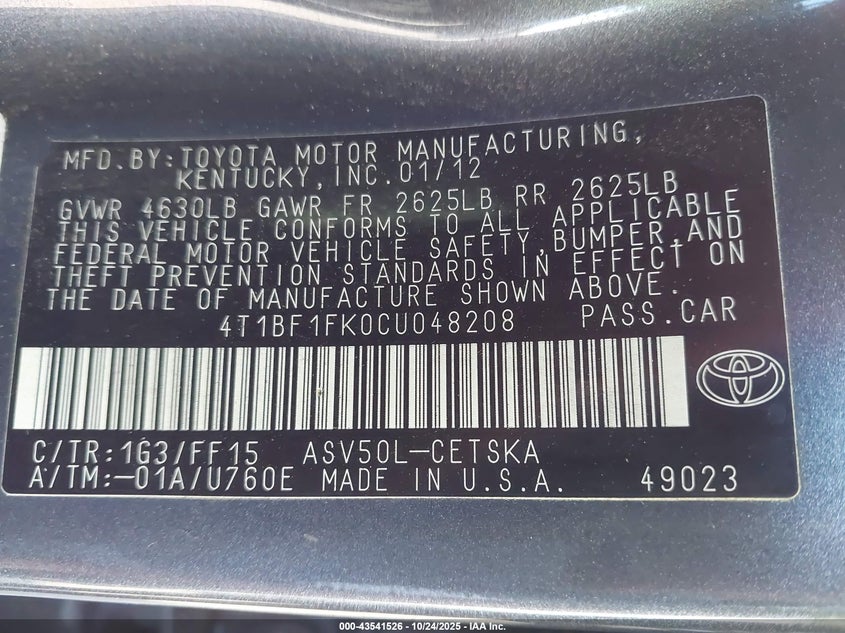 MFD.BY:TOYOTA MOTOR MANUFACTURING,
KENTUCKY,INC.01/12
GVWR 4630LB GAWR FR 2625LB RR 2625LB
THIS VEHICLE CONFORMS TO ALL APPLICABLE
FEDERAL MOTOR VEHICLE SAFETY,BUMPER,AND
THEFT PREVENTION STANDARDS IN EFFECT ON
THE DATE OF MANUFACTURE SHOWN ABOVE.
4T1BF1FK0CU048208 PASS.CAR
C/TR:1G3/FF15 ASV50L-CETSKA
A/TM:-01A/U760E MADE IN U.S.A. 49023
000-43541526 - 10/24/2025 - IAA Inc.